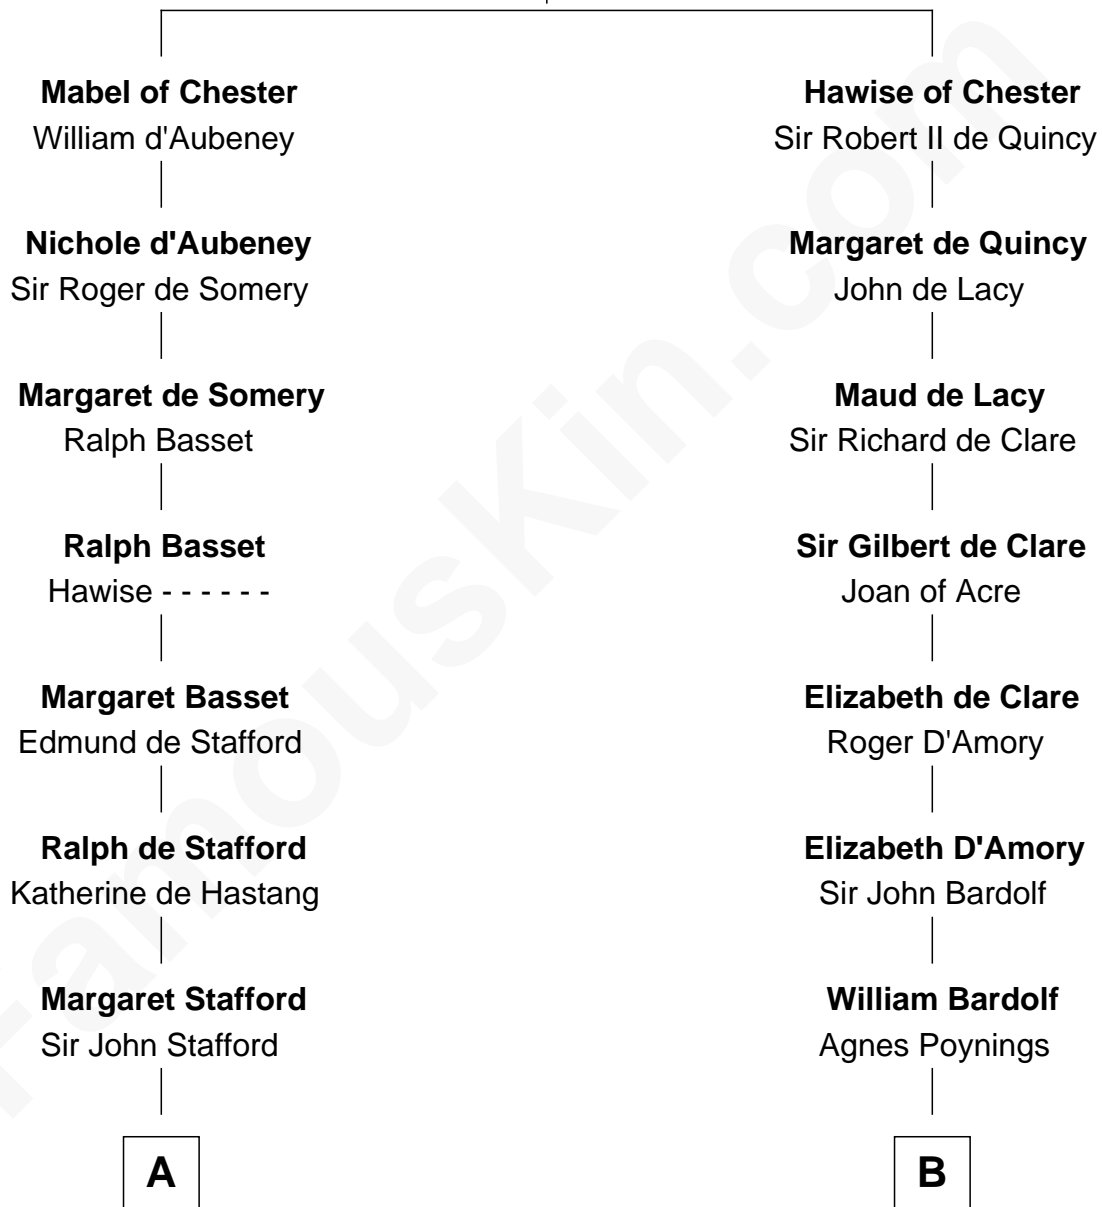 Mabel of Chester
William d'Aubeney
Nichole d'Aubeney
Sir Roger de Somery
Margaret de Somery
Ralph Basset
Ralph Basset
Hawise - - - - - -
Margaret Basset
Edmund de Stafford
Ralph de Stafford
Katherine de Hastang
Margaret Stafford
Sir John Stafford
A
Hawise of Chester
Sir Robert II de Quincy
Margaret de Quincy
John de Lacy
Maud de Lacy
Sir Richard de Clare
Sir Gilbert de Clare
Joan of Acre
Elizabeth de Clare
Roger D'Amory
Elizabeth D'Amory
Sir John Bardolf
William Bardolf
Agnes Poynings
B
FamousKin.com